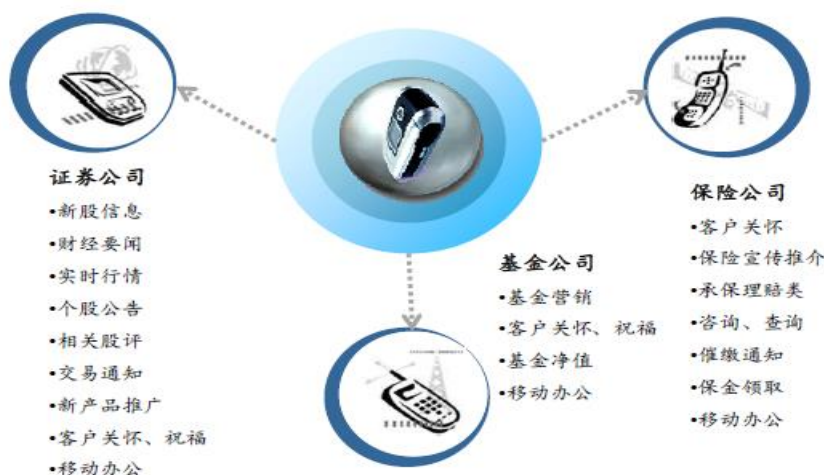 证券公司
•新股信息
•财经要闻
•实时行情
•个股公告
•相关股评
•交易通知
•新产品推广
•客户关怀、祝福
•移动办公
基金公司
•基金营销
•客户关怀、祝福
•基金净值
•移动办公
保险公司
•客户关怀
•保险宣传推介
•承保理赔类
•咨询、查询
•催缴通知
•保金领取
•移动办公